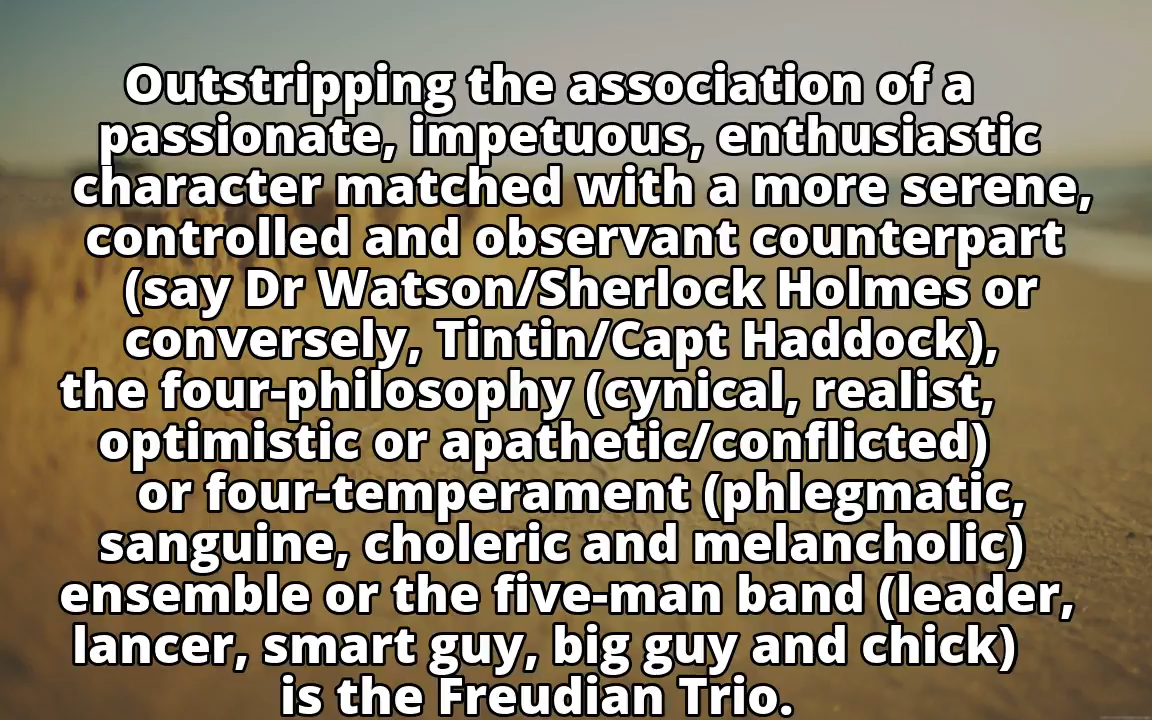 Outstripping the association of a
passionate, impetuous, enthusiastic
character matched with a more serene,
controlled and observant counterpart
(say Dr Watson/Sherlock Holmes or
conversely, Tintin/Capt Haddock),
the four-philosophy (cynical, realist,
optimistic or apathetic/conflicted)
or four-temperament (phlegmatic,
sanguine, choleric and melancholic)
ensemble or the five-man band (leader,
lancer, smart guy, big guy and chick)
is the Freudian Trio.